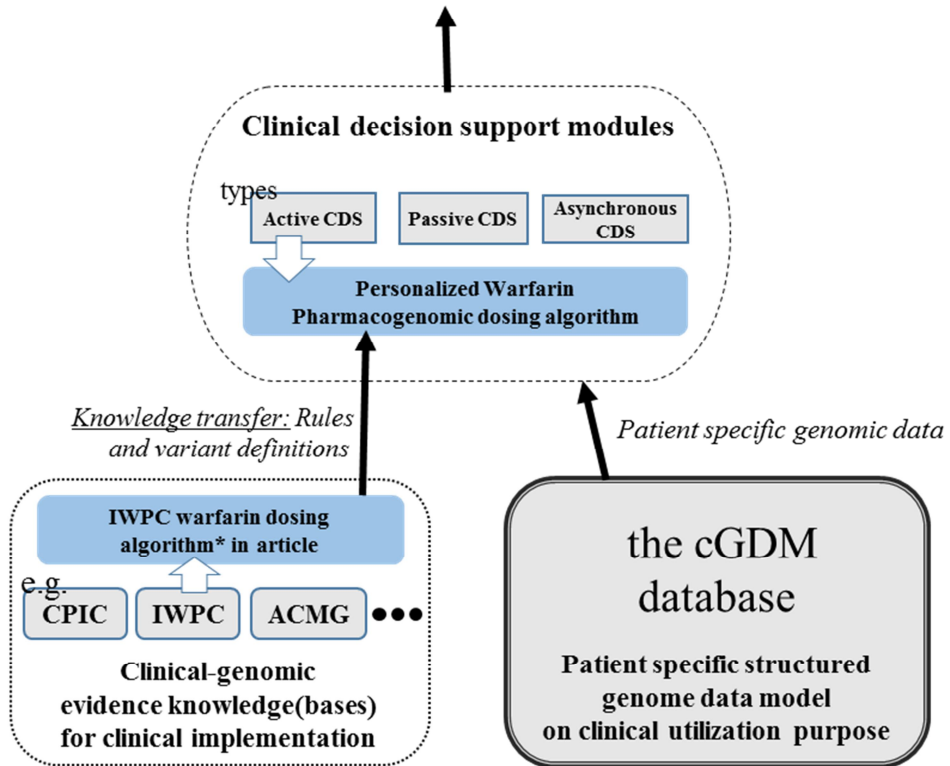 Clinical decision support modules
types
Active CDS
Passive CDS
Asynchronous
CDS
Personalized Warfarin
Pharmacogenomic dosing algorithm
Knowledge transfer: Rules
and variant definitions
Patient specific genomic data
IWPC warfarin dosing
algorithm* in article
e.g.
CPIC
IWPC
ACMG
●●●
Clinical-genomic
evidence knowledge(bases)
for clinical implementation
the cGDM
database
Patient specific structured
genome data model
on clinical utilization purpose